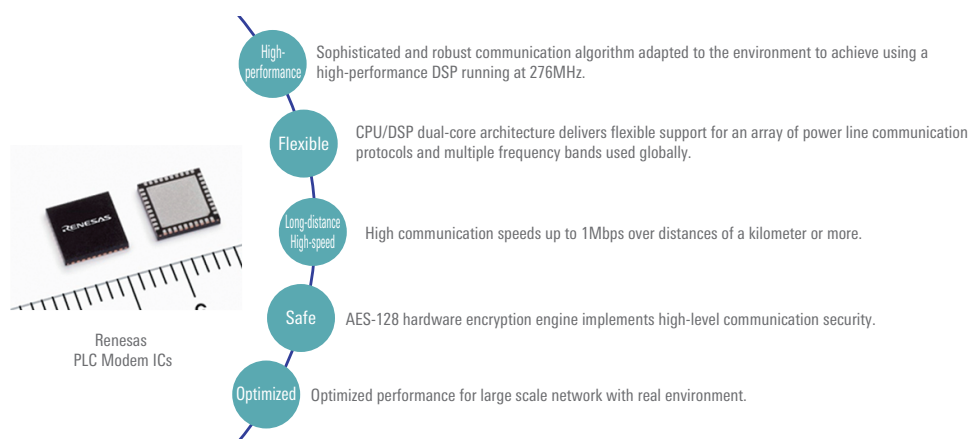 High-
performance
Sophisticated and robust communication algorithm adapted to the environment to achieve using a
high-performance DSP running at 276MHz.
Flexible
CPU/DSP dual-core architecture delivers flexible support for an array of power line communication
protocols and multiple frequency bands used globally.
RENESAS
Long-distance
High-speed
High communication speeds up to 1Mbps over distances of a kilometer or more.
Safe
AES-128 hardware encryption engine implements high-level communication security.
Renesas
PLC Modem ICs
Optimized
Optimized performance for large scale network with real environment.